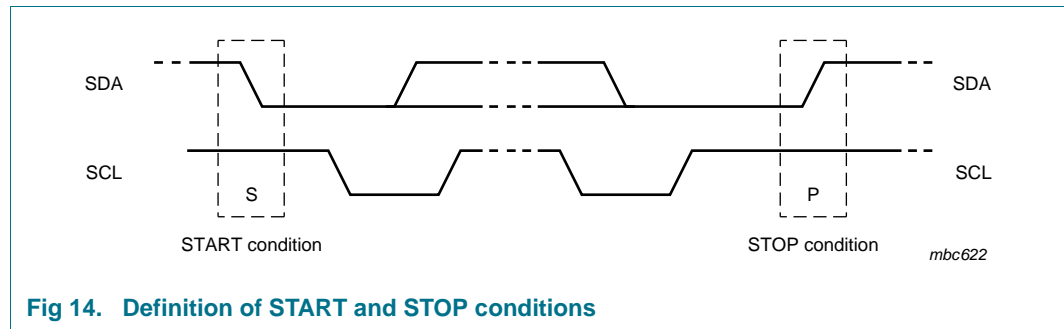 SDA SDA
SCL SCL
S P
START condition STOP condition
mbc622
Fig 14. Definition of START and STOP conditions